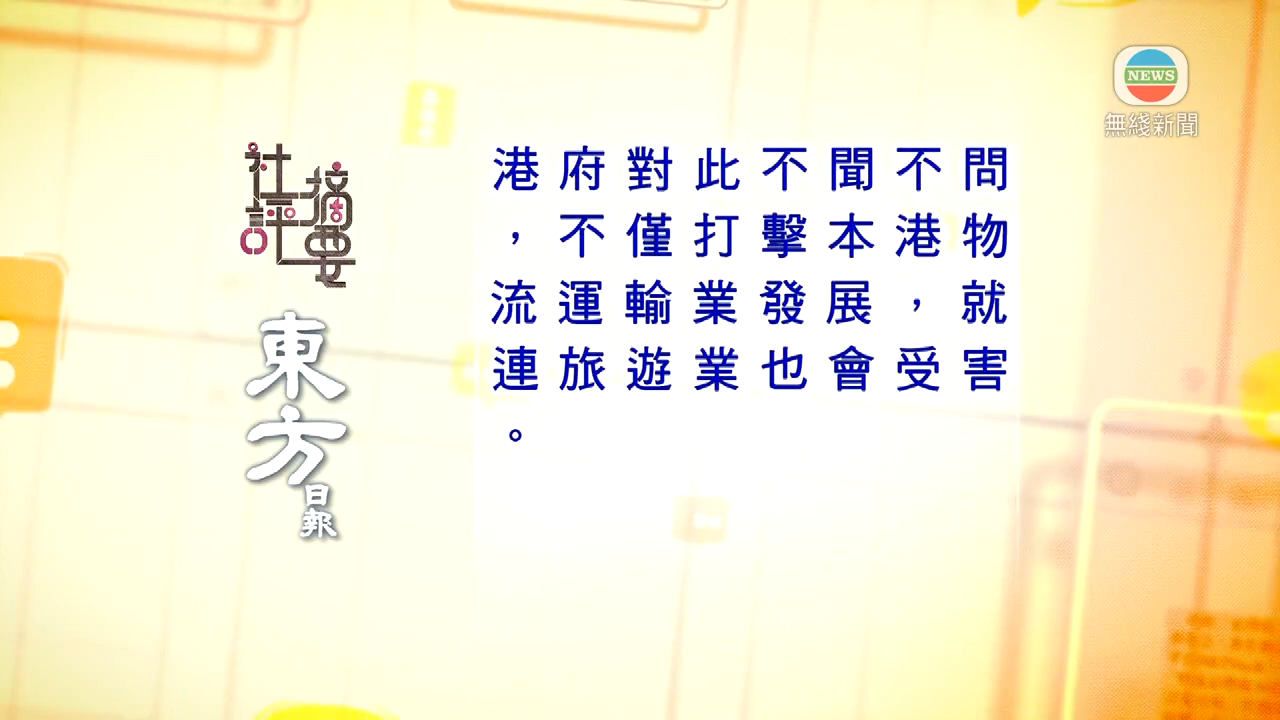 NEWS
無綫新聞
社評摘要
東方日報
港府對此不聞不問
，不僅打擊本港物
流運輸業發展，就
連旅遊業也會受害
。